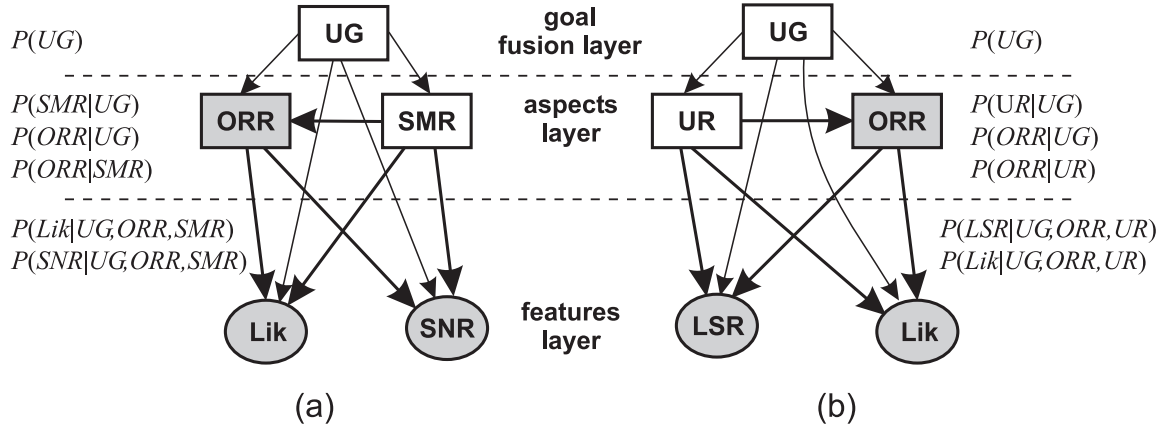 P(UG)
UG
goal
fusion layer
UG
P(UG)
P(SMR|UG)
P(ORR|UG)
P(ORR|SMR)
ORR
SMR
aspects
layer
UR
ORR
P(UR|UG)
P(ORR|UG)
P(ORR|UR)
P(Lik|UG,ORR,SMR)
P(SNR|UG,ORR,SMR)
P(LSR|UG,ORR,UR)
P(Lik|UG,ORR,UR)
Lik
SNR
features
layer
LSR
Lik
(a)
(b)